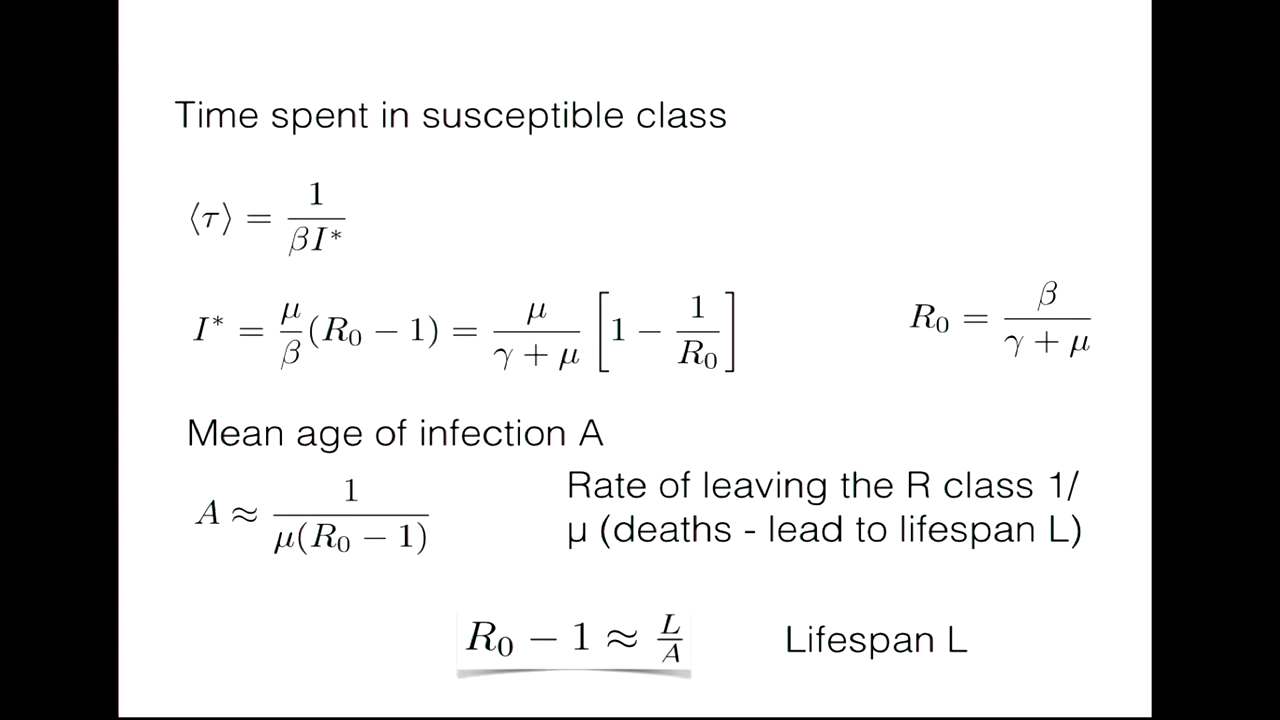 Time spent in susceptible class
⟨τ⟩ = 1/(βI*)
I* = μ/β (R₀ − 1) = μ/(γ + μ) [1 − 1/R₀]
R₀ = β/(γ + μ)
Mean age of infection A
A ≈ 1/(μ(R₀ − 1))
Rate of leaving the R class 1/
μ (deaths - lead to lifespan L)
R₀ − 1 ≈ L/A
Lifespan L